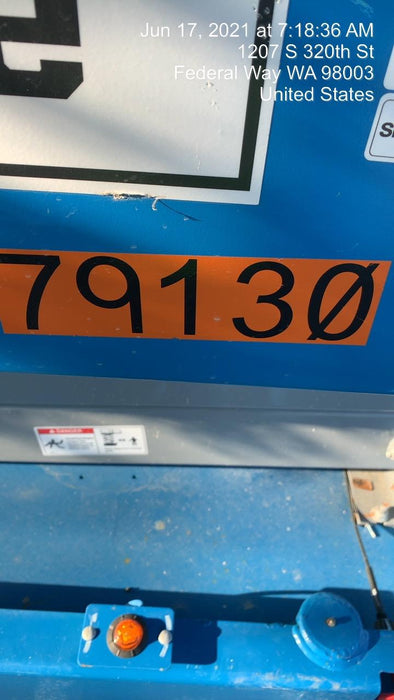 Jun 17, 2021 at 7:18:36 AM
1207 S 320th St
Federal Way WA 98003
United States
79130
DANGER